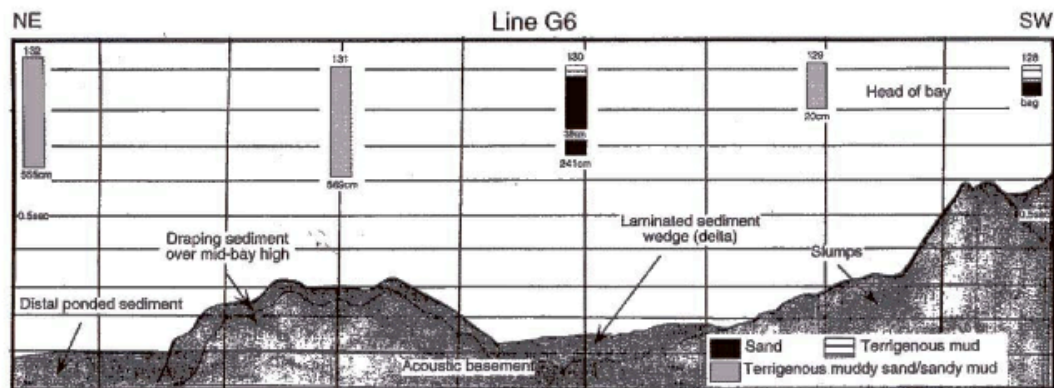 NE
Line G6
SW
132
131
130
129
128
Head of bay
bag
20cm
38cm
241cm
555cm
569cm
0.5sec
0.5sec
Draping sediment
over mid-bay high
Laminated sediment
wedge (delta)
Slumps
Distal ponded sediment
Acoustic basement
Sand
Terrigenous mud
Terrigenous muddy sand/sandy mud